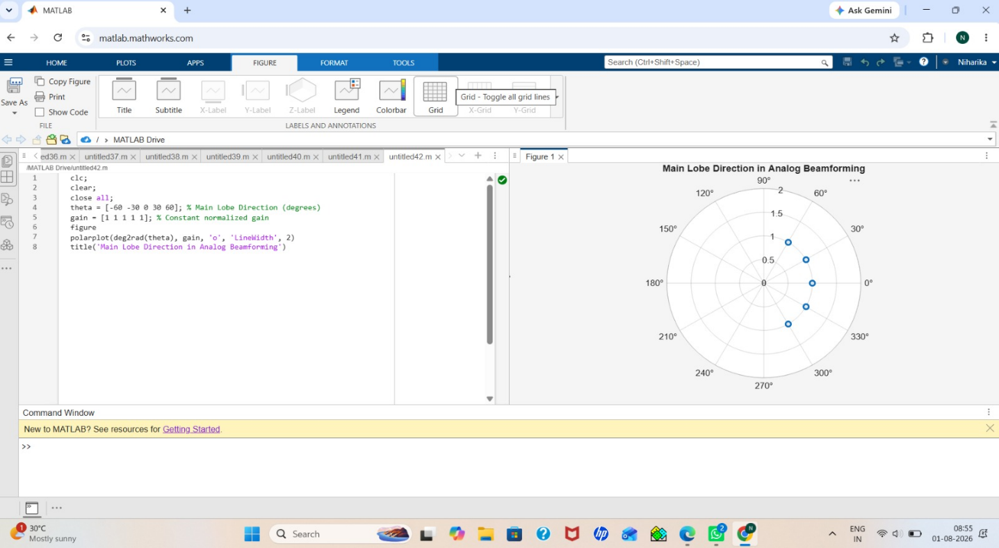 MATLAB
Ask Gemini
matlab.mathworks.com
N
HOME PLOTS APPS FIGURE FORMAT TOOLS
Search (Ctrl+Shift+Space)
Niharika
Save As
Copy Figure
Print
Show Code
Title Subtitle X-Label Y-Label Z-Label Legend Colorbar Grid X-Grid Y-Grid
Grid - Toggle all grid lines
FILE
LABELS AND ANNOTATIONS
/ > MATLAB Drive
ed36.m untitled37.m untitled38.m untitled39.m untitled40.m untitled41.m untitled42.m
/MATLAB Drive/untitled42.m
1 clc;
2 clear;
3 close all;
4 theta = [-60 -30 0 30 60]; % Main Lobe Direction (degrees)
5 gain = [1 1 1 1 1]; % Constant normalized gain
6 figure
7 polarplot(deg2rad(theta), gain, 'o', 'LineWidth', 2)
8 title('Main Lobe Direction in Analog Beamforming')
Figure 1
Main Lobe Direction in Analog Beamforming
90°
120° 2 60°
1.5
150° 30°
1
0.5
180° 0 0°
210° 330°
240° 300°
270°
Command Window
New to MATLAB? See resources for Getting Started.
>>
1
30°C
Mostly sunny
Search
hp
2
N
ENG
IN
08:55
01-08-2026